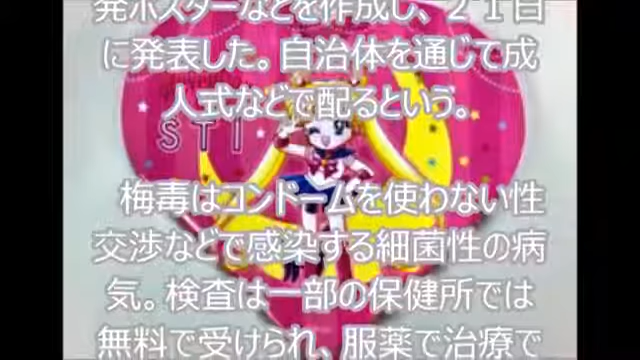 発ポスターなどを作成し、２１日
に発表した。自治体を通じて成
人式などで配るという。
STI
梅毒はコンドームを使わない性
交渉などで感染する細菌性の病
気。検査は一部の保健所では
無料で受けられ、服薬で治療で